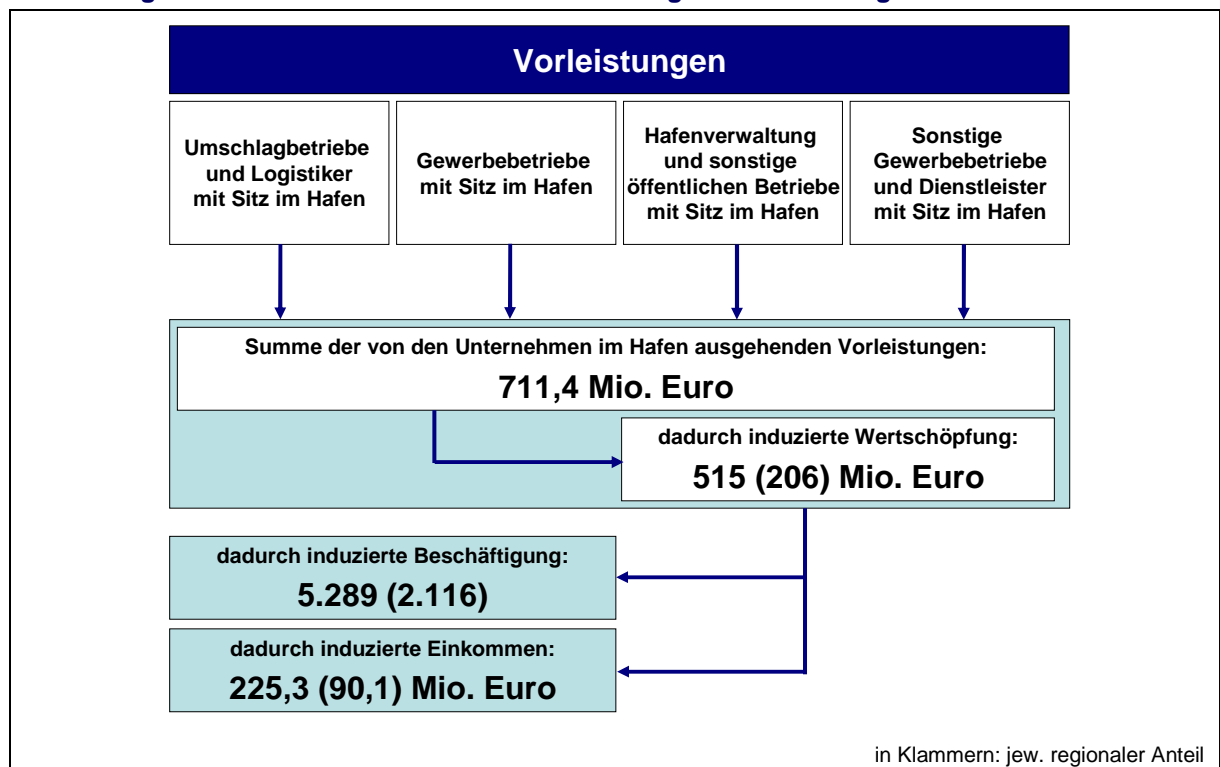 Vorleistungen
Umschlagbetriebe
und Logistiker
mit Sitz im Hafen
Gewerbebetriebe
mit Sitz im Hafen
Hafenverwaltung
und sonstige
öffentlichen Betriebe
mit Sitz im Hafen
Sonstige
Gewerbebetriebe
und Dienstleister
mit Sitz im Hafen
Summe der von den Unternehmen im Hafen ausgehenden Vorleistungen:
711,4 Mio. Euro
dadurch induzierte Wertschöpfung:
515 (206) Mio. Euro
dadurch induzierte Beschäftigung:
5.289 (2.116)
dadurch induzierte Einkommen:
225,3 (90,1) Mio. Euro
in Klammern: jew. regionaler Anteil